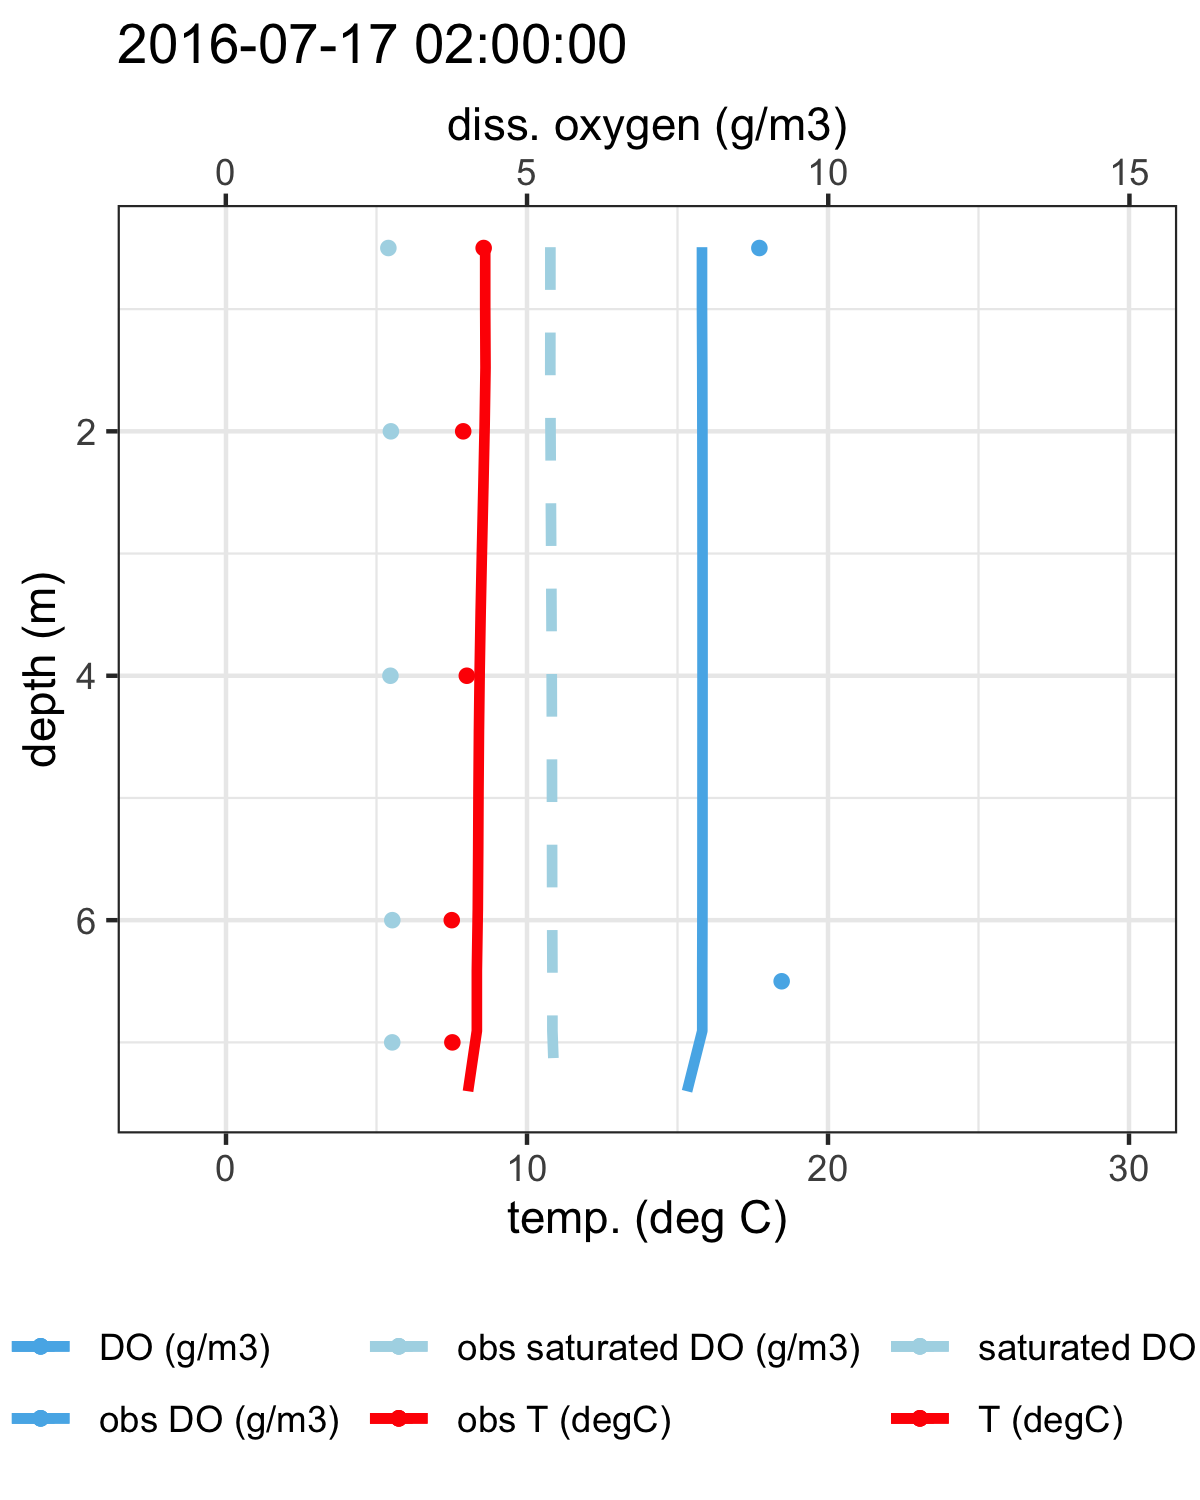 2016-07-17 02:00:00
diss. oxygen (g/m3)
0 5 10 15
depth (m)
2
4
6
0 10 20 30
temp. (deg C)
DO (g/m3) obs saturated DO (g/m3) saturated DO
obs DO (g/m3) obs T (degC) T (degC)